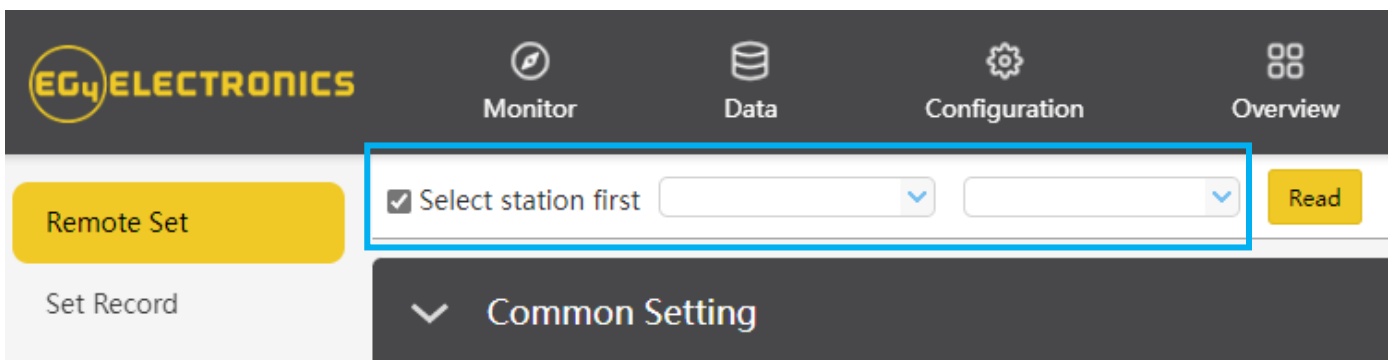 EG4 ELECTRONICS
Monitor
Data
Configuration
Overview
Remote Set
Select station first
Read
Set Record
Common Setting